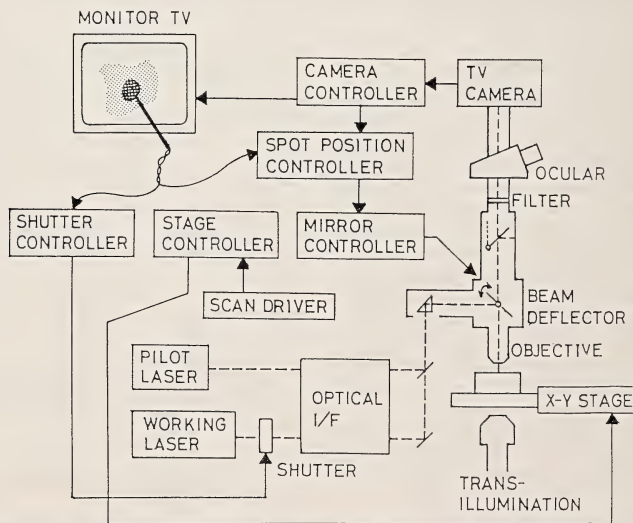 MONITOR TV
CAMERA
CONTROLLER
TV
CAMERA
SPOT POSITION
CONTROLLER
OCULAR
FILTER
SHUTTER
CONTROLLER
STAGE
CONTROLLER
MIRROR
CONTROLLER
SCAN DRIVER
BEAM
DEFLECTOR
OBJECTIVE
PILOT
LASER
OPTICAL
I/F
WORKING
LASER
SHUTTER
X-Y STAGE
TRANS-
ILLUMINATION